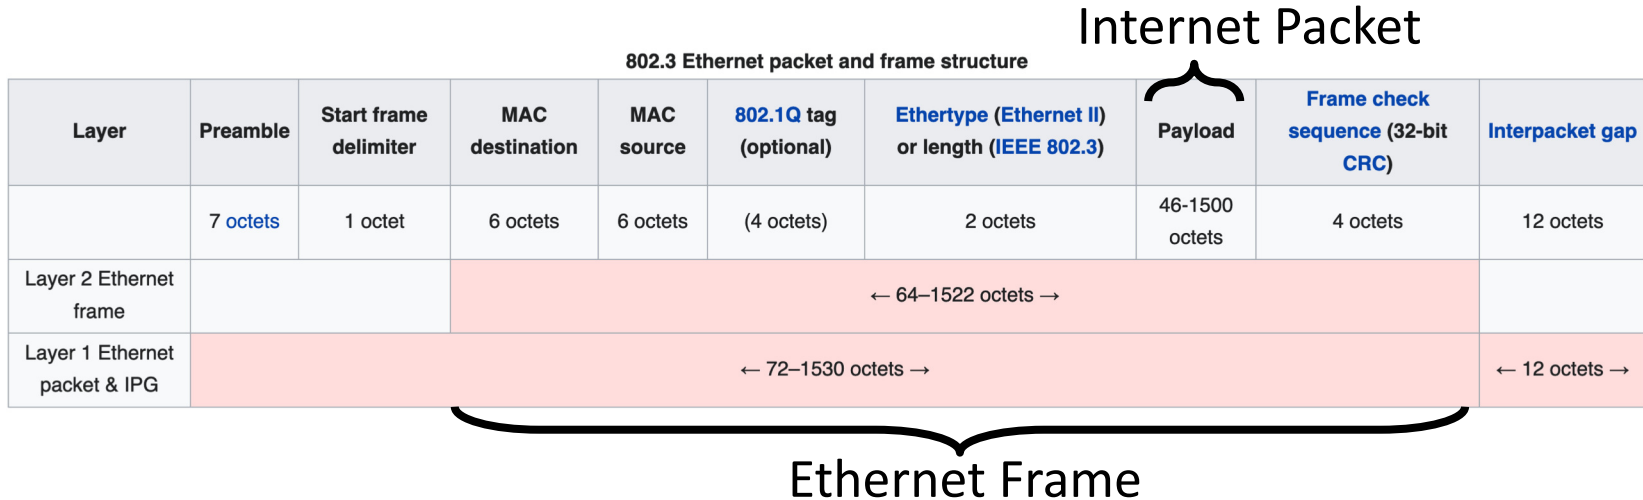 Internet Packet
802.3 Ethernet packet and frame structure
Layer
Preamble
Start frame
delimiter
MAC
destination
MAC
source
802.1Q tag
(optional)
Ethertype (Ethernet II)
or length (IEEE 802.3)
Payload
Frame check
sequence (32-bit
CRC)
Interpacket gap
7 octets
1 octet
6 octets
6 octets
(4 octets)
2 octets
46-1500
octets
4 octets
12 octets
Layer 2 Ethernet
frame
← 64–1522 octets →
Layer 1 Ethernet
packet & IPG
← 72–1530 octets →
← 12 octets →
Ethernet Frame